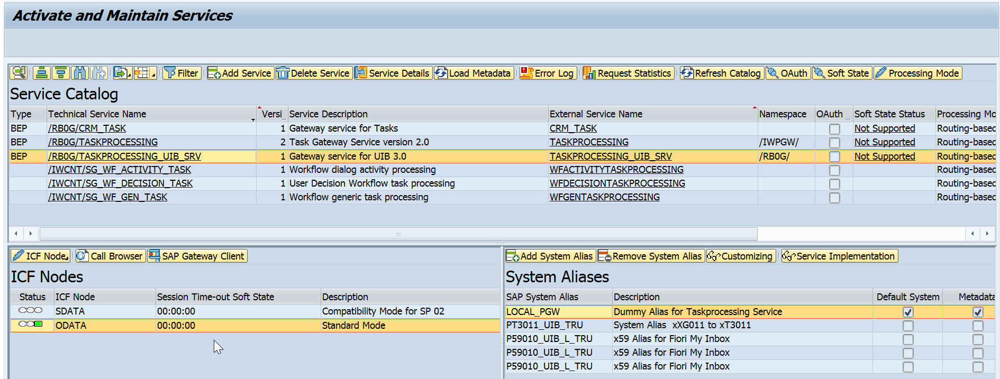 Activate and Maintain Services
Filter Add Service Delete Service Service Details Load Metadata Error Log Request Statistics Refresh Catalog OAuth Soft State Processing Mode
Service Catalog
Type Technical Service Name Versi... Service Description External Service Name Namespace OAuth ... Soft State Status Processing Mo
BEP /RB0G/CRM_TASK 1 Gateway service for Tasks CRM_TASK Not Supported Routing-based
BEP /RB0G/TASKPROCESSING 2 Task Gateway Service version 2.0 TASKPROCESSING /IWPGW/ Not Supported Routing-based
BEP /RB0G/TASKPROCESSING_UIB_SRV 1 Gateway service for UIB 3.0 TASKPROCESSING_UIB_SRV /RB0G/ Not Supported Routing-based
/IWCNT/SG_WF_ACTIVITY_TASK 1 Workflow dialog activity processing WFACTIVITYTASKPROCESSING Routing-based
/IWCNT/SG_WF_DECISION_TASK 1 User Decision Workflow task processing WFDECISIONTASKPROCESSING Routing-based
/IWCNT/SG_WF_GEN_TASK 1 Workflow generic task processing WFGENTASKPROCESSING Routing-based
ICF Node Call Browser SAP Gateway Client
ICF Nodes
Status ICF Node Session Time-out Soft State Description
SDATA 00:00:00 Compatibility Mode for SP 02
ODATA 00:00:00 Standard Mode
Add System Alias Remove System Alias Customizing Service Implementation
System Aliases
SAP System Alias Description Default System Metadata
LOCAL_PGW Dummy Alias for Taskprocessing Service
PT3011_UIB_TRU System Alias xXG011 to xT3011
P59010_UIB_L_TRU x59 Alias for Fiori My Inbox
P59010_UIB_L_TRU x59 Alias for Fiori My Inbox
P59010_UIB_L_TRU x59 Alias for Fiori My Inbox